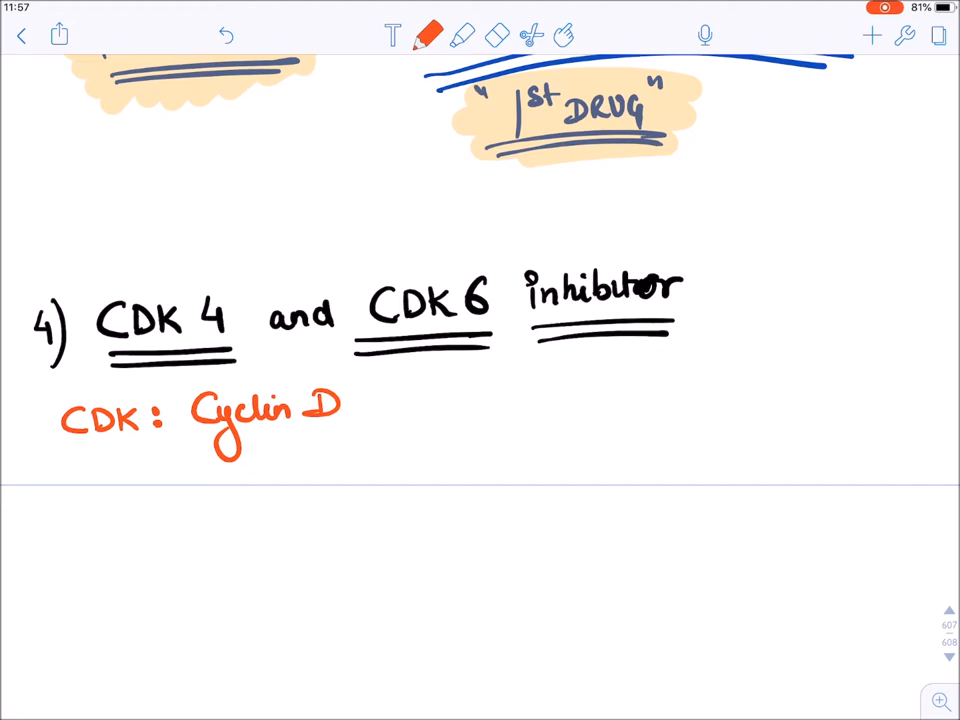 11:57
81%
T
" 1st DRUG "
4) CDK 4 and CDK 6 inhibitor
CDK: Cyclin D
607
608